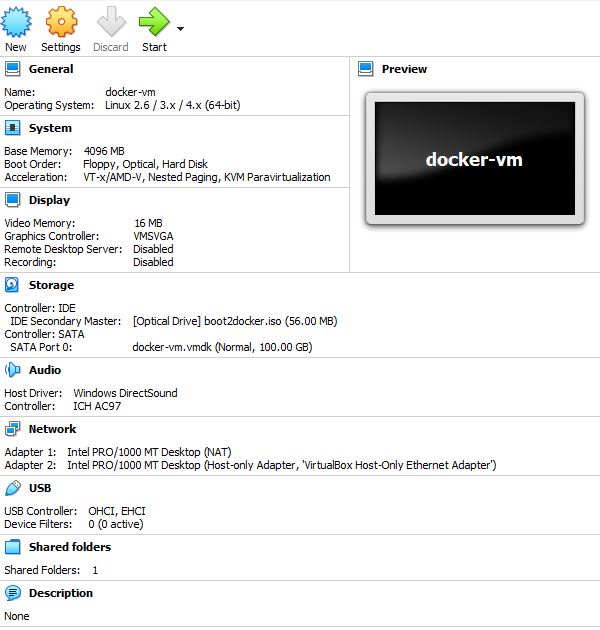 New Settings Discard Start
General
Name: docker-vm
Operating System: Linux 2.6 / 3.x / 4.x (64-bit)
System
Base Memory: 4096 MB
Boot Order: Floppy, Optical, Hard Disk
Acceleration: VT-x/AMD-V, Nested Paging, KVM Paravirtualization
Display
Video Memory: 16 MB
Graphics Controller: VMSVGA
Remote Desktop Server: Disabled
Recording: Disabled
Preview
docker-vm
Storage
Controller: IDE
IDE Secondary Master: [Optical Drive] boot2docker.iso (56.00 MB)
Controller: SATA
SATA Port 0: docker-vm.vmdk (Normal, 100.00 GB)
Audio
Host Driver: Windows DirectSound
Controller: ICH AC97
Network
Adapter 1: Intel PRO/1000 MT Desktop (NAT)
Adapter 2: Intel PRO/1000 MT Desktop (Host-only Adapter, 'VirtualBox Host-Only Ethernet Adapter')
USB
USB Controller: OHCI, EHCI
Device Filters: 0 (0 active)
Shared folders
Shared Folders: 1
Description
None